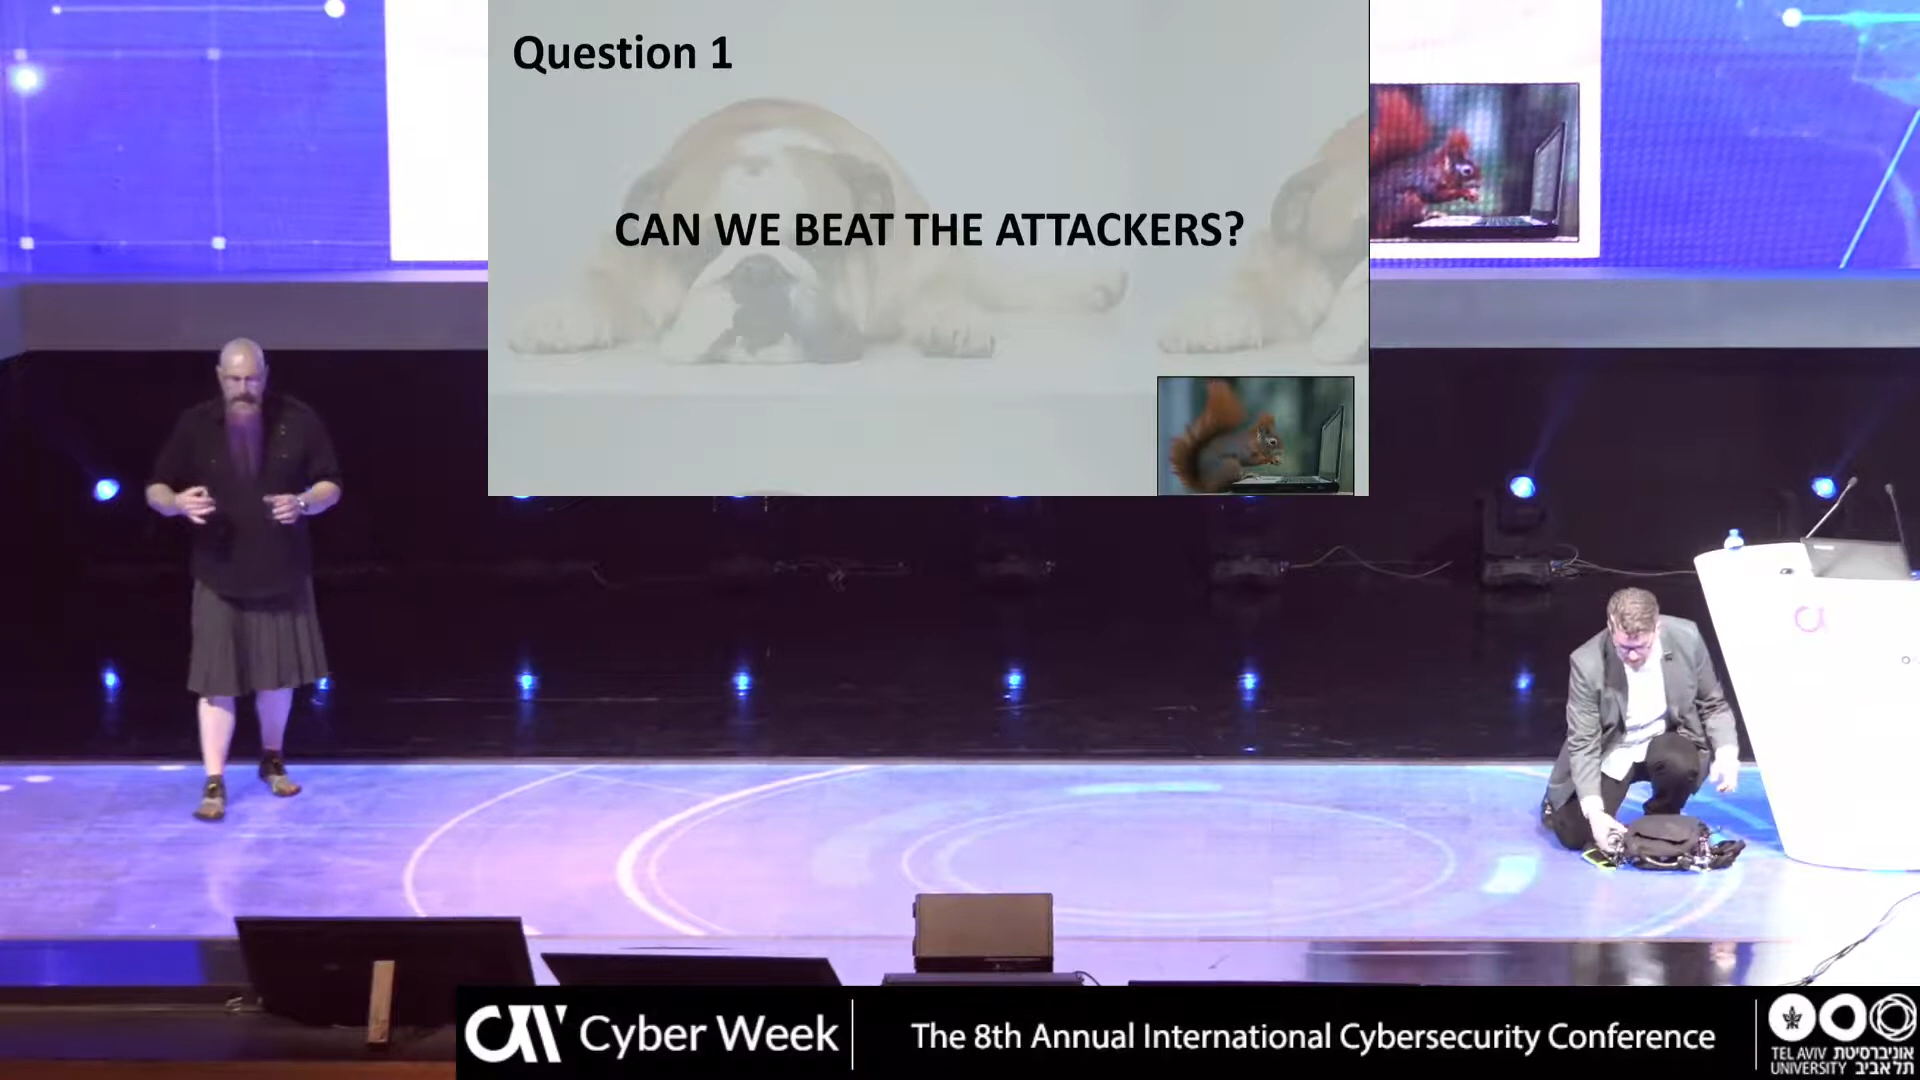 Question 1
CAN WE BEAT THE ATTACKERS?
Cyber Week
The 8th Annual International Cybersecurity Conference
TEL AVIV אוניברסיטת
UNIVERSITY תל אביב